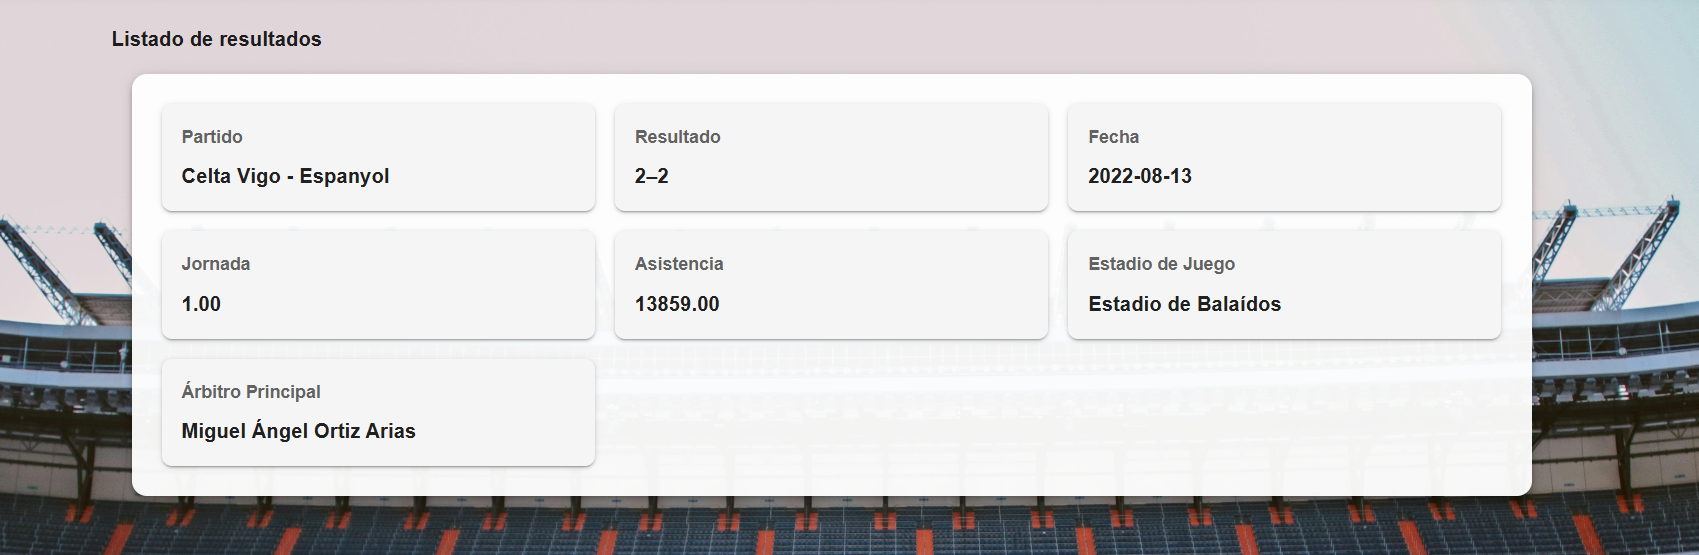 Listado de resultados
Partido
Celta Vigo - Espanyol
Resultado
2–2
Fecha
2022-08-13
Jornada
1.00
Asistencia
13859.00
Estadio de Juego
Estadio de Balaídos
Árbitro Principal
Miguel Ángel Ortiz Arias